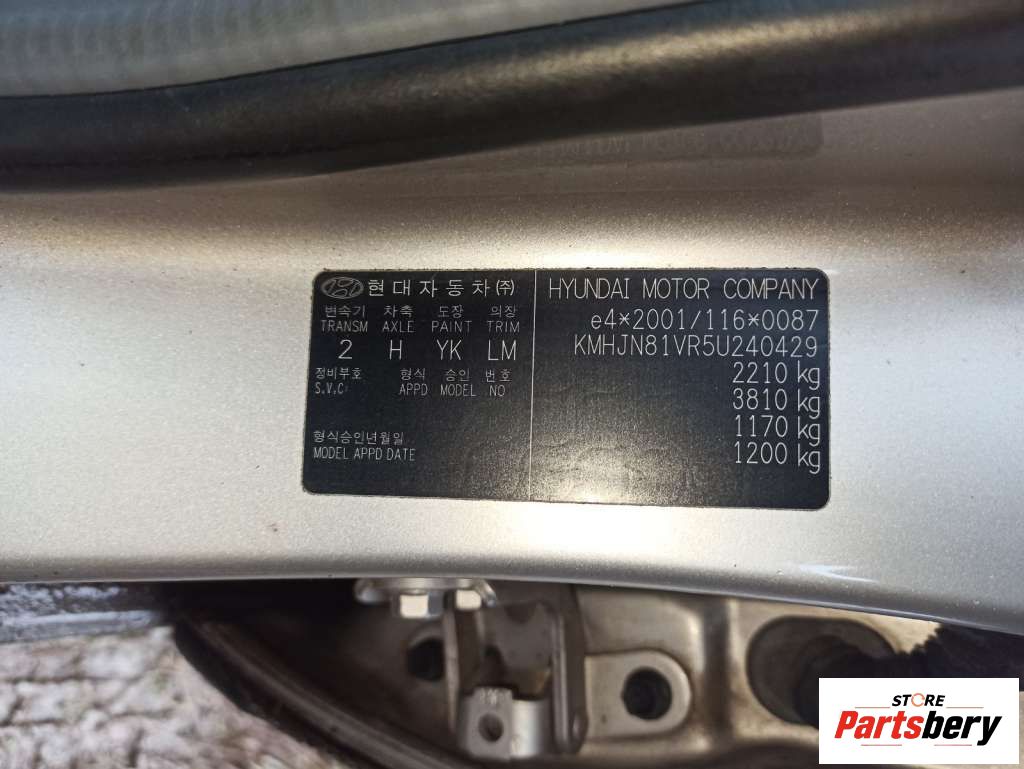 현대자동차㈜
변속기 차축 도장 의장
TRANSM AXLE PAINT TRIM
2 H YK LM
정비부호 형식 승인 번호
S.V.C APPD MODEL NO
형식승인년월일
MODEL APPD DATE
HYUNDAI MOTOR COMPANY
e4*2001/116*0087
KMHJN81VR5U240429
2210 kg
3810 kg
1170 kg
1200 kg
STORE
Partsbery